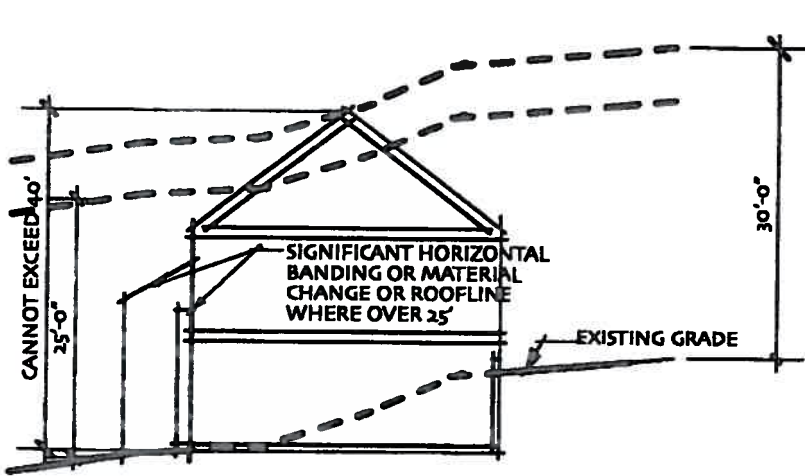 CANNOT EXCEED 40'
25'-0"
SIGNIFICANT HORIZONTAL
BANDING OR MATERIAL
CHANGE OR ROOFLINE
WHERE OVER 25'
EXISTING GRADE
30'-0"